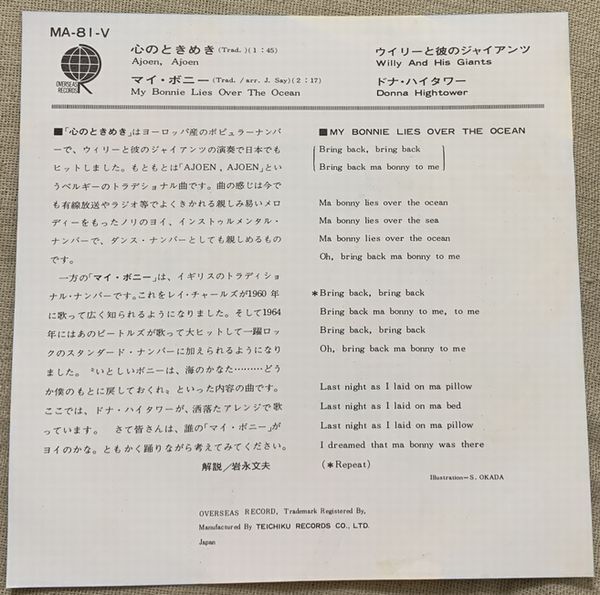 MA-81-V
OVERSEAS RECORDS
心のときめき(Trad.)(1:45)
Ajoen, Ajoen
マイ・ボニー(Trad./arr. J. Say)(2:17)
My Bonnie Lies Over The Ocean
ウイリーと彼のジャイアンツ
Willy And His Giants
ドナ・ハイタワー
Donna Hightower
■「心のときめき」はヨーロッパ産のポピュラーナンバ
ーで、ウィリーと彼のジャイアンツの演奏で日本でも
ヒットしました。もともとは「AJOEN, AJOEN」とい
うベルギーのトラデショナル曲です。曲の感じは今で
も有線放送やラジオ等でよくきかれる親しみ易いメロ
ディーをもったノリのヨイ、インストゥルメンタル・
ナンバーで、ダンス・ナンバーとしても親しめるもの
です。
一方の「マイ・ボニー」は、イギリスのトラディショ
ナル・ナンバーです。これをレイ・チャールズが1960年
に歌って広く知られるようになりました。そして1964
年にはあのビートルズが歌って大ヒットして一躍ロッ
クのスタンダード・ナンバーに加えられるようになり
ました。〝いとしいボニーは、海のかなた………どう
か僕のもとに戻しておくれ〟といった内容の曲です。
ここでは、ドナ・ハイタワーが、洒落たアレンジで歌
っています。 さて皆さんは、誰の「マイ・ボニー」が
ヨイのかな。ともかく踊りながら考えてみてください。
解説/岩永文夫
■MY BONNIE LIES OVER THE OCEAN
(Bring back, bring back
Bring back ma bonny to me)
Ma bonny lies over the ocean
Ma bonny lies over the sea
Ma bonny lies over the ocean
Oh, bring back ma bonny to me
*Bring back, bring back
Bring back ma bonny to me, to me
Bring back, bring back
Oh, bring back ma bonny to me
Last night as I laid on ma pillow
Last night as I laid on ma bed
Last night as I laid on ma pillow
I dreamed that ma bonny was there
(*Repeat)
Illustration=S. OKADA
OVERSEAS RECORD, Trademark Registered By,
Manufactured By TEICHIKU RECORDS CO., LTD.
Japan